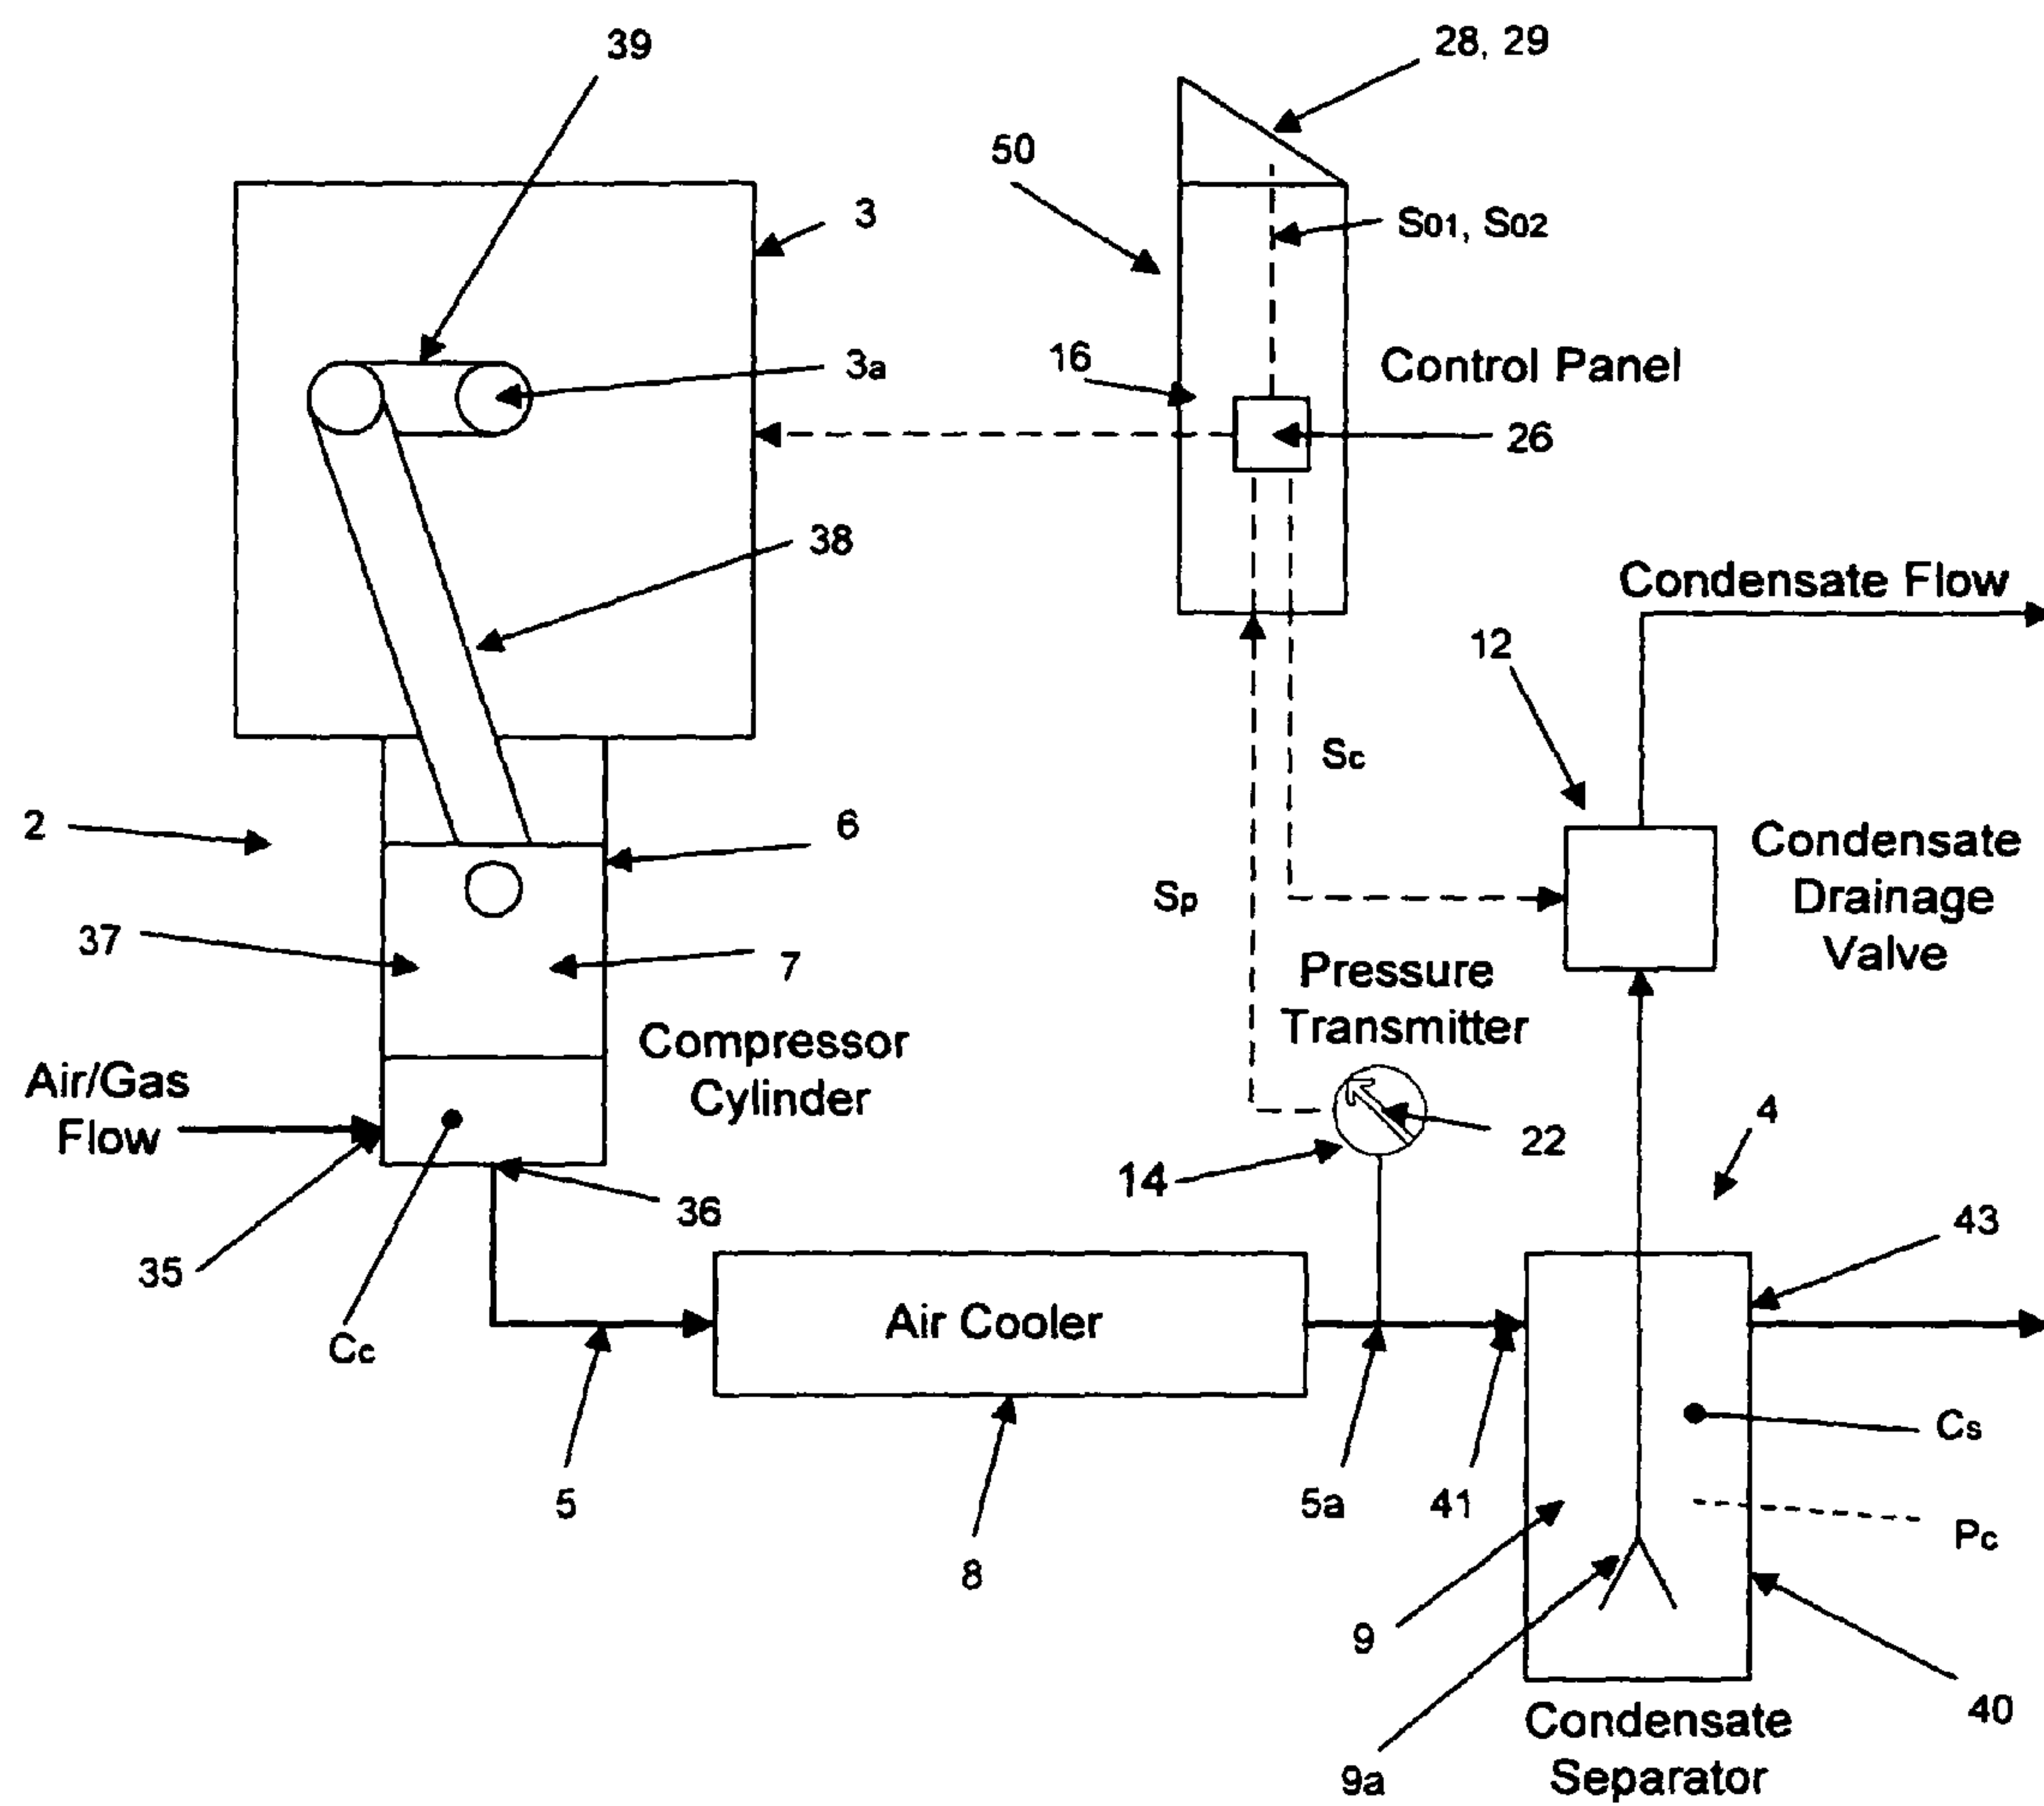 39
28, 29
50
3
S01, S02
16
3a
Control Panel
26
38
Condensate Flow
12
Sc
2
6
Condensate
Drainage
Valve
Sp
37
7
Pressure
Transmitter
Compressor
Cylinder
Air/Gas
Flow
4
22
14
36
43
35
Air Cooler
Cc
Cs
5
5a
41
Pc
8
9
40
Condensate
Separator
9a